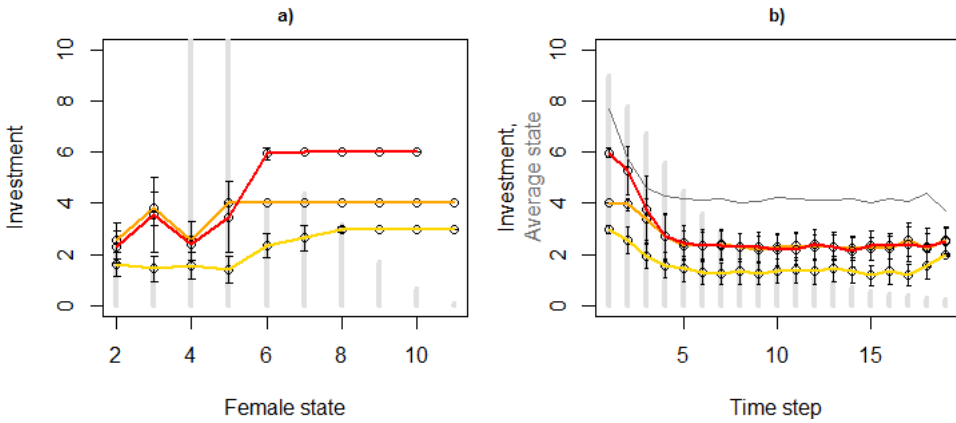 a)
10
8
6
4
2
0
Investment
2 4 6 8 10
Female state
b)
10
8
6
4
2
0
Investment,
Average state
5 10 15
Time step